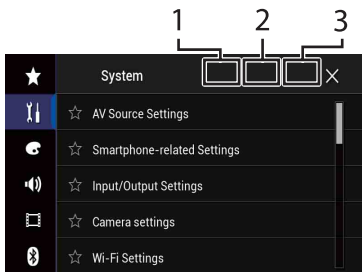 1 2 3
System
AV Source Settings
Smartphone-related Settings
Input/Output Settings
Camera settings
Wi-Fi Settings